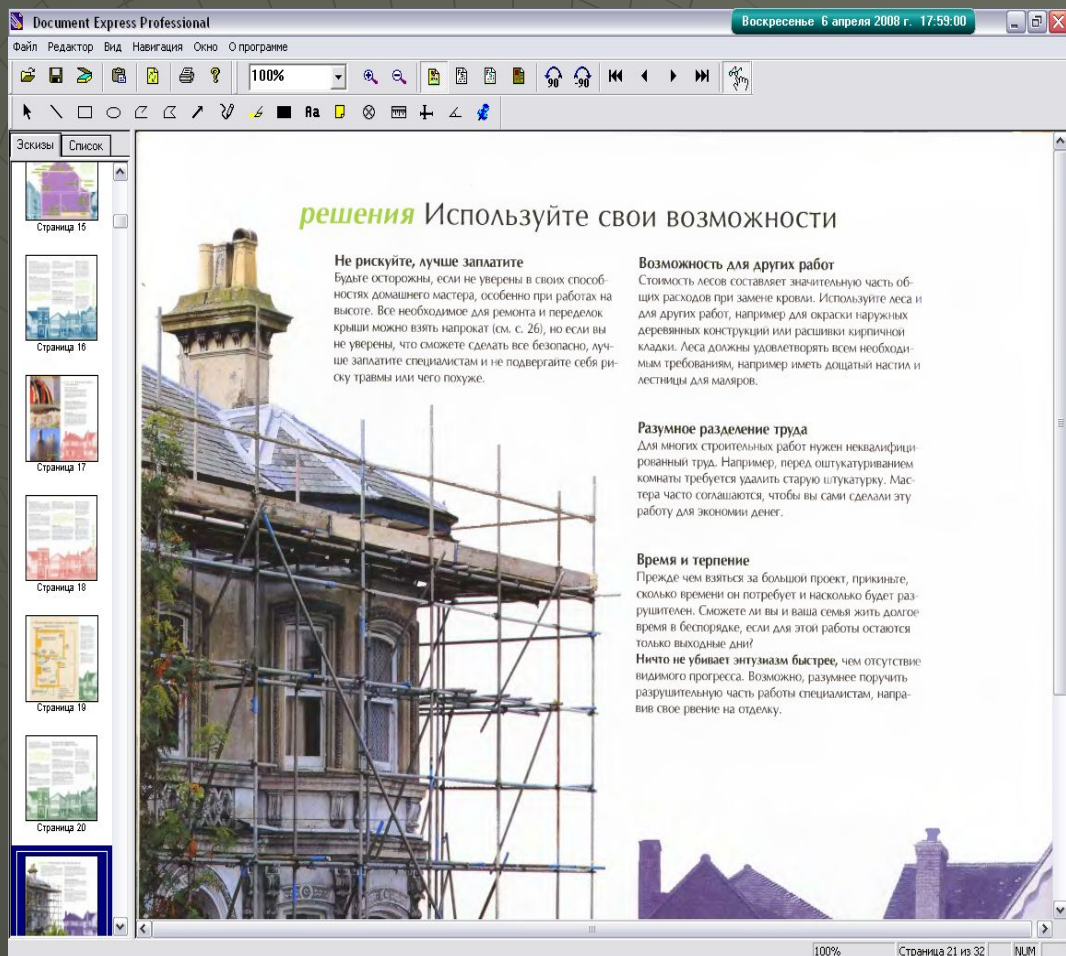 Document Express Professional
Воскресенье 6 апреля 2008 г. 17:59:00
Файл Редактор Вид Навигация Окно О программе
100%
90 -90
Aa
Эскизы Список
Страница 15
Страница 16
Страница 17
Страница 18
Страница 19
Страница 20
решения Используйте свои возможности
Не рискуйте, лучше заплатите
Будьте осторожны, если не уверены в своих способ-
ностях домашнего мастера, особенно при работах на
высоте. Все необходимое для ремонта и переделок
крыши можно взять напрокат (см. с. 26), но если вы
не уверены, что сможете сделать все безопасно, луч-
ше заплатите специалистам и не подвергайте себя ри-
ску травмы или чего похуже.
Возможность для других работ
Стоимость лесов составляет значительную часть об-
щих расходов при замене кровли. Используйте леса и
для других работ, например для окраски наружных
деревянных конструкций или расшивки кирпичной
кладки. Леса должны удовлетворять всем необходи-
мым требованиям, например иметь дощатый настил и
лестницы для маляров.
Разумное разделение труда
Для многих строительных работ нужен неквалифици-
рованный труд. Например, перед оштукатуриванием
комнаты требуется удалить старую штукатурку. Мас-
тера часто соглашаются, чтобы вы сами сделали эту
работу для экономии денег.
Время и терпение
Прежде чем взяться за большой проект, прикиньте,
сколько времени он потребует и насколько будет раз-
рушителен. Сможете ли вы и ваша семья жить долгое
время в беспорядке, если для этой работы остаются
только выходные дни?
Ничто не убивает энтузиазм быстрее, чем отсутствие
видимого прогресса. Возможно, разумнее поручить
разрушительную часть работы специалистам, напра-
вив свое рвение на отделку.
100% Страница 21 из 32 NUM